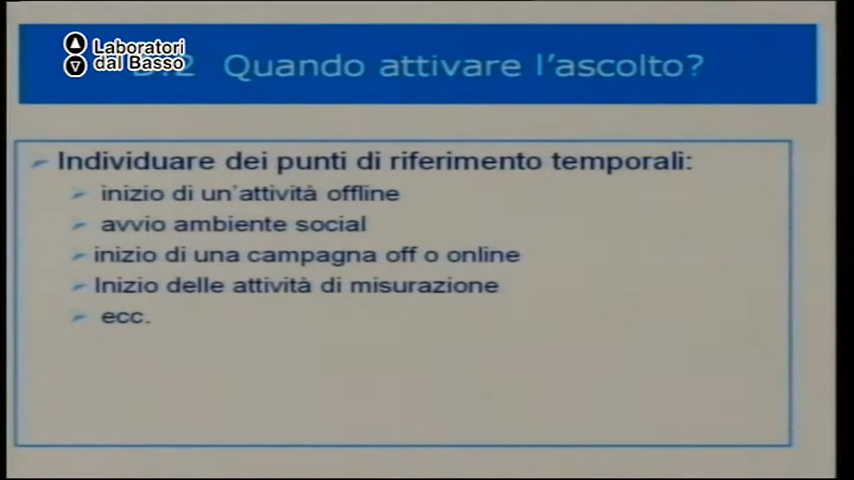 Laboratori
dal Basso
.2 Quando attivare l'ascolto?
Individuare dei punti di riferimento temporali:
inizio di un'attività offline
avvio ambiente social
inizio di una campagna off o online
Inizio delle attività di misurazione
ecc.